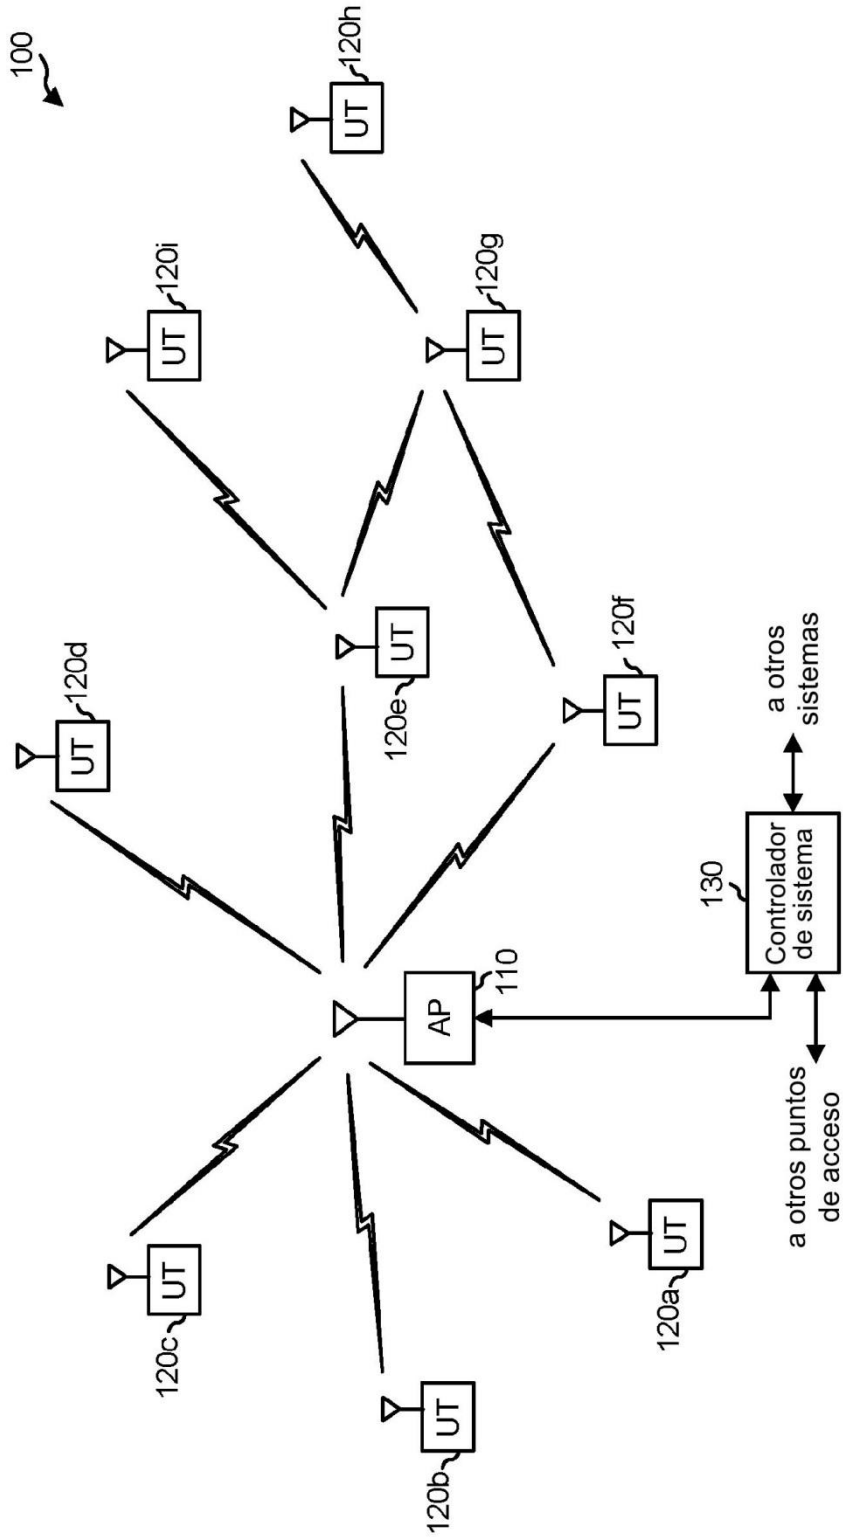 100
UT
120h
UT
120i
UT
120g
UT
120d
UT
120e
UT
120f
AP
110
UT
120c
UT
120b
UT
120a
130
Controlador
de sistema
a otros
sistemas
a otros puntos
de acceso